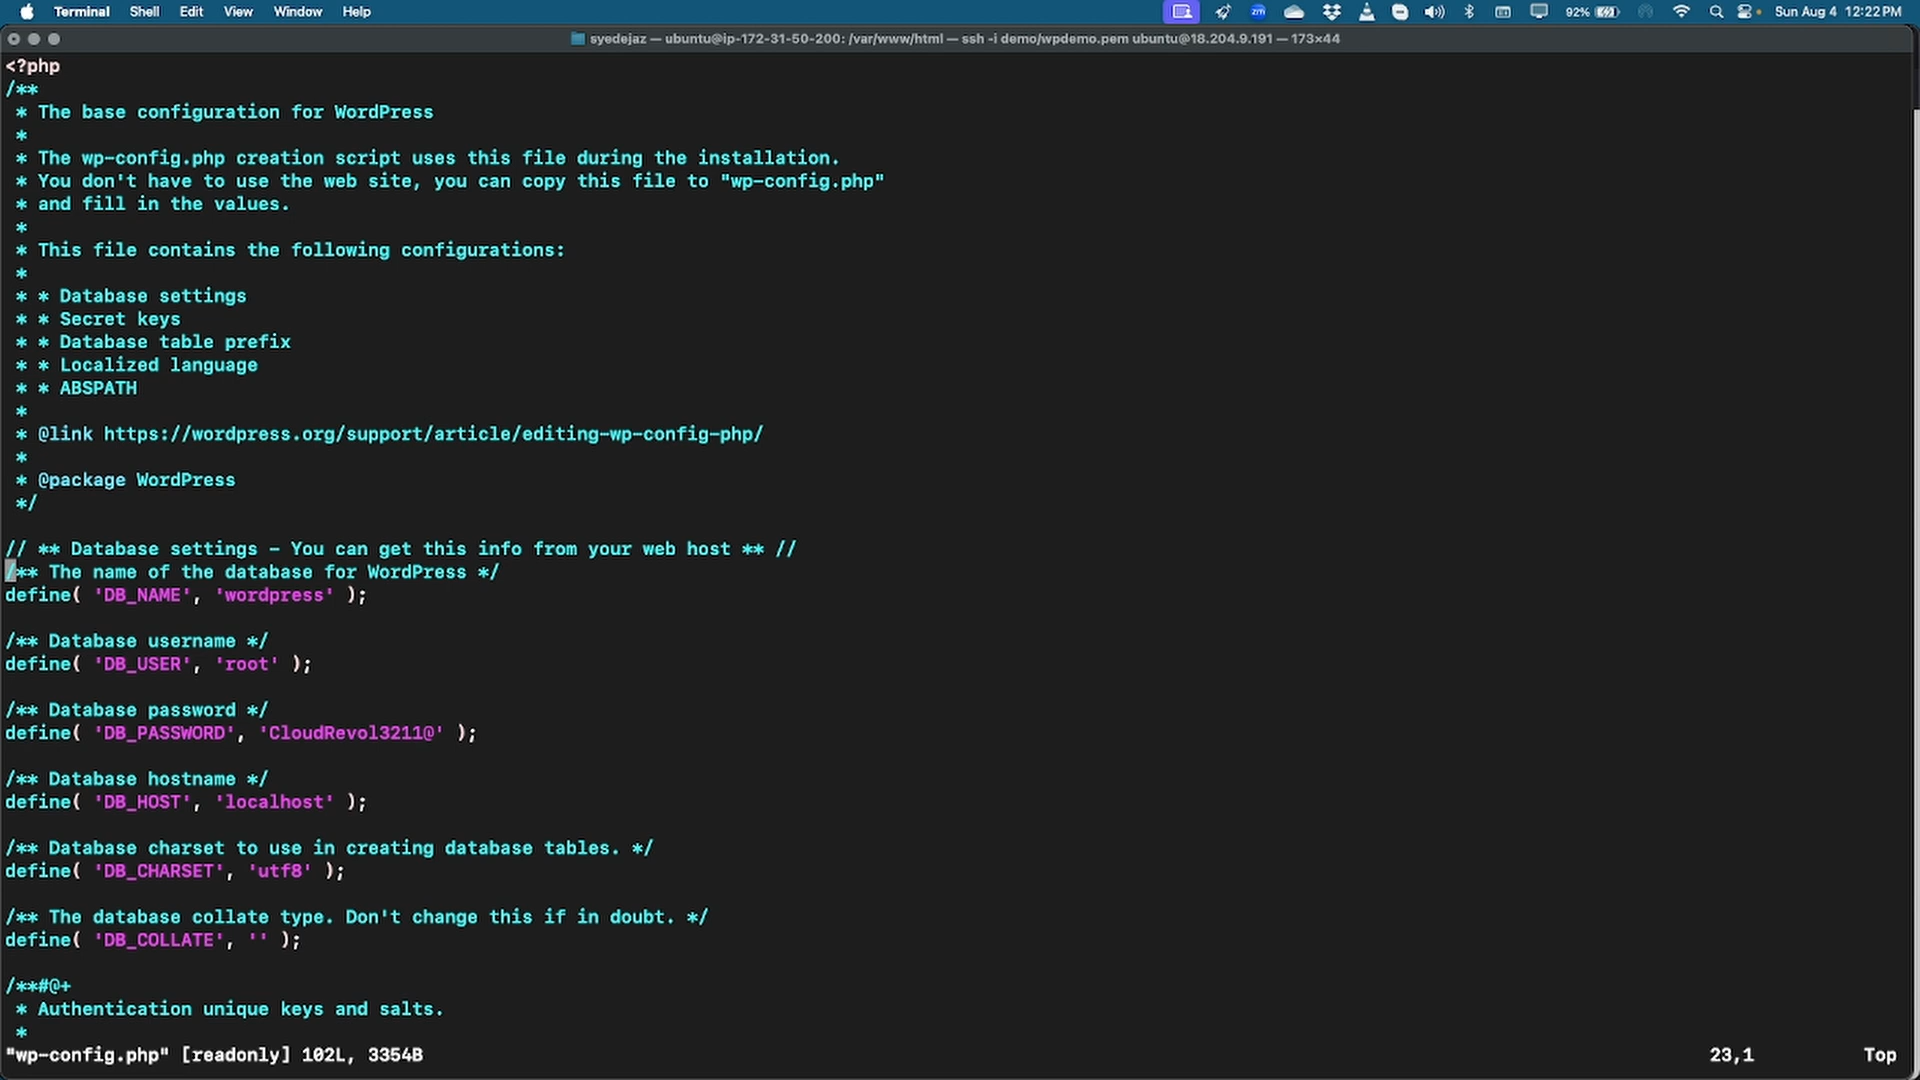 Terminal Shell Edit View Window Help zm 92% Sun Aug 4 12:22 PM
syedejaz — ubuntu@ip-172-31-50-200: /var/www/html — ssh -i demo/wpdemo.pem ubuntu@18.204.9.191 — 173×44
<?php
/**
 * The base configuration for WordPress
 *
 * The wp-config.php creation script uses this file during the installation.
 * You don't have to use the web site, you can copy this file to "wp-config.php"
 * and fill in the values.
 *
 * This file contains the following configurations:
 *
 * * Database settings
 * * Secret keys
 * * Database table prefix
 * * Localized language
 * * ABSPATH
 *
 * @link https://wordpress.org/support/article/editing-wp-config-php/
 *
 * @package WordPress
 */

// ** Database settings - You can get this info from your web host ** //
/** The name of the database for WordPress */
define( 'DB_NAME', 'wordpress' );

/** Database username */
define( 'DB_USER', 'root' );

/** Database password */
define( 'DB_PASSWORD', 'CloudRevol3211@' );

/** Database hostname */
define( 'DB_HOST', 'localhost' );

/** Database charset to use in creating database tables. */
define( 'DB_CHARSET', 'utf8' );

/** The database collate type. Don't change this if in doubt. */
define( 'DB_COLLATE', '' );

/**#@+
 * Authentication unique keys and salts.
 *
"wp-config.php" [readonly] 102L, 3354B 23,1 Top